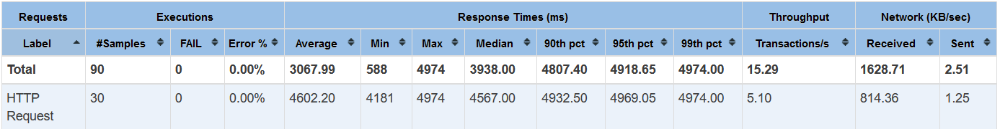 Requests Executions Response Times (ms) Throughput Network (KB/sec)
Label #Samples FAIL Error % Average Min Max Median 90th pct 95th pct 99th pct Transactions/s Received Sent
Total 90 0 0.00% 3067.99 588 4974 3938.00 4807.40 4918.65 4974.00 15.29 1628.71 2.51
HTTP 30 0 0.00% 4602.20 4181 4974 4567.00 4932.50 4969.05 4974.00 5.10 814.36 1.25
Request